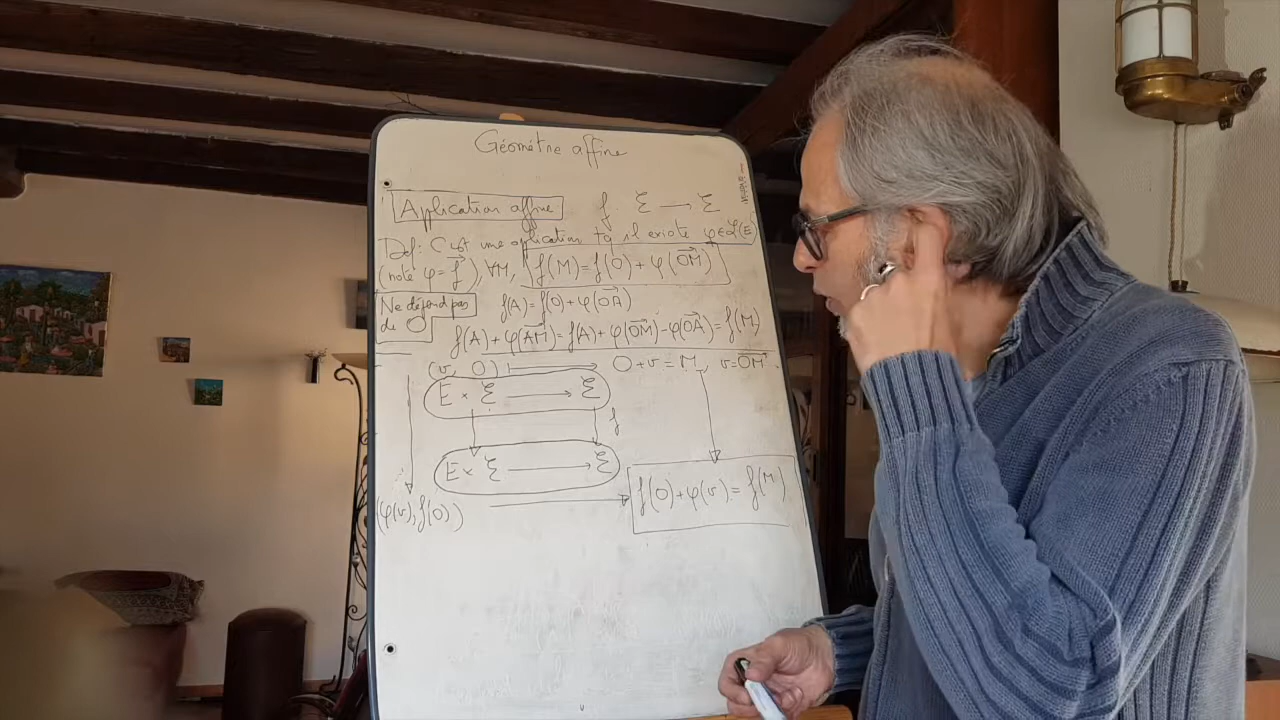 Géométrie affine
Application affine f ℰ → ℰ
Def: C'est une application tq il existe φ∈ℒ(E)
(noté φ=f⃗), ∀M, f(M)=f(O)+φ(OM⃗)
Ne dépend pas f(A)=f(O)+φ(OA⃗)
de O
f(A)+φ(AM⃗)=f(A)+φ(OM⃗)-φ(OA⃗)=f(M)
(v, O) ⟼ O+v=M, v=OM⃗.
E × ℰ → ℰ
f
E × ℰ → ℰ
f(O)+φ(v)=f(M)
(φ(v), f(O))